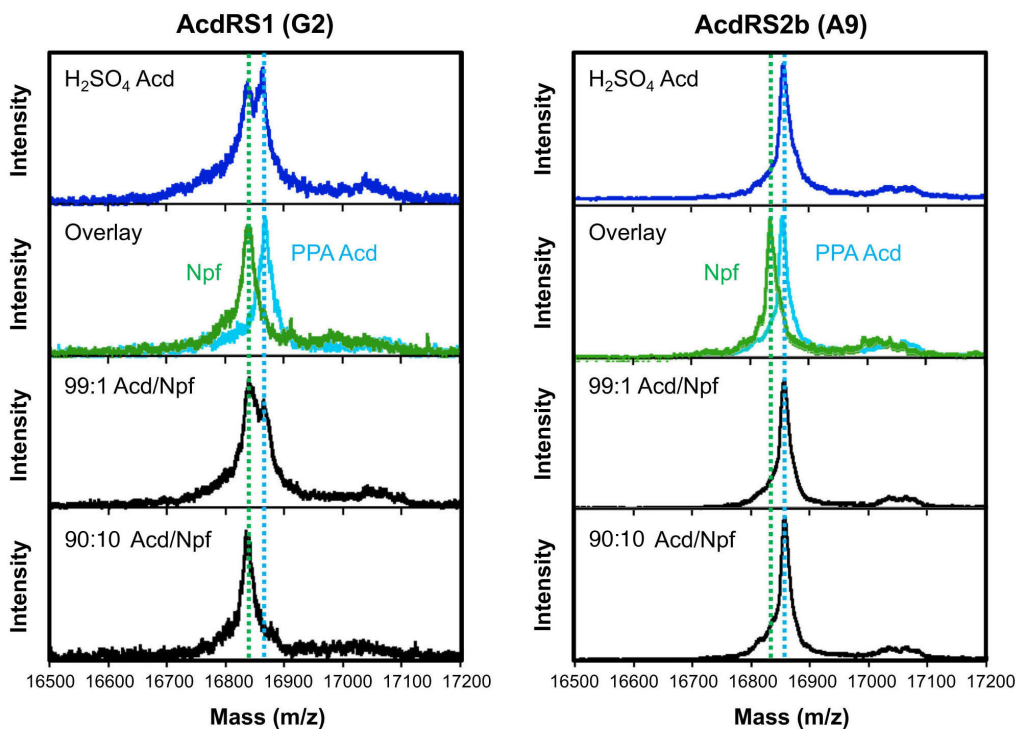 AcdRS1 (G2)
H₂SO₄ Acd
Intensity
Overlay
Npf
PPA Acd
Intensity
99:1 Acd/Npf
Intensity
90:10 Acd/Npf
Intensity
16500 16600 16700 16800 16900 17000 17100 17200
Mass (m/z)
AcdRS2b (A9)
H₂SO₄ Acd
Intensity
Overlay
Npf
PPA Acd
Intensity
99:1 Acd/Npf
Intensity
90:10 Acd/Npf
Intensity
16500 16600 16700 16800 16900 17000 17100 17200
Mass (m/z)